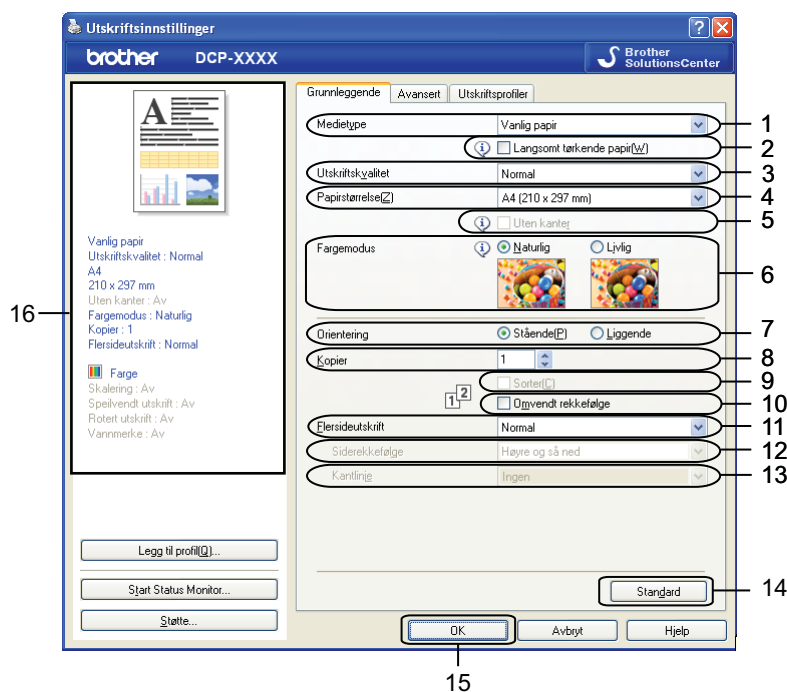 Utskriftsinnstillinger
brother DCP-XXXX
Brother
SolutionsCenter
Grunnleggende Avansert Utskriftsprofiler
A
Medietype Vanlig papir 1
Langsomt tørkende papir(W) 2
Utskriftskvalitet Normal 3
Papirstørrelse(Z) A4 (210 x 297 mm) 4
Uten kanter 5
Fargemodus Naturlig Livlig 6
Orientering Stående(P) Liggende 7
Kopier 1 8
Sorter(C) 9
1 2 Omvendt rekkefølge 10
Flersideutskrift Normal 11
Siderekkefølge Høyre og så ned 12
Kantlinje Ingen 13
Standard 14
16
Vanlig papir
Utskriftskvalitet : Normal
A4
210 x 297 mm
Uten kanter : Av
Fargemodus : Naturlig
Kopier : 1
Flersideutskrift : Normal
Farge
Skalering : Av
Speilvendt utskrift : Av
Rotert utskrift : Av
Vannmerke : Av
Legg til profil(Q)...
Start Status Monitor...
Støtte...
OK Avbryt Hjelp
15